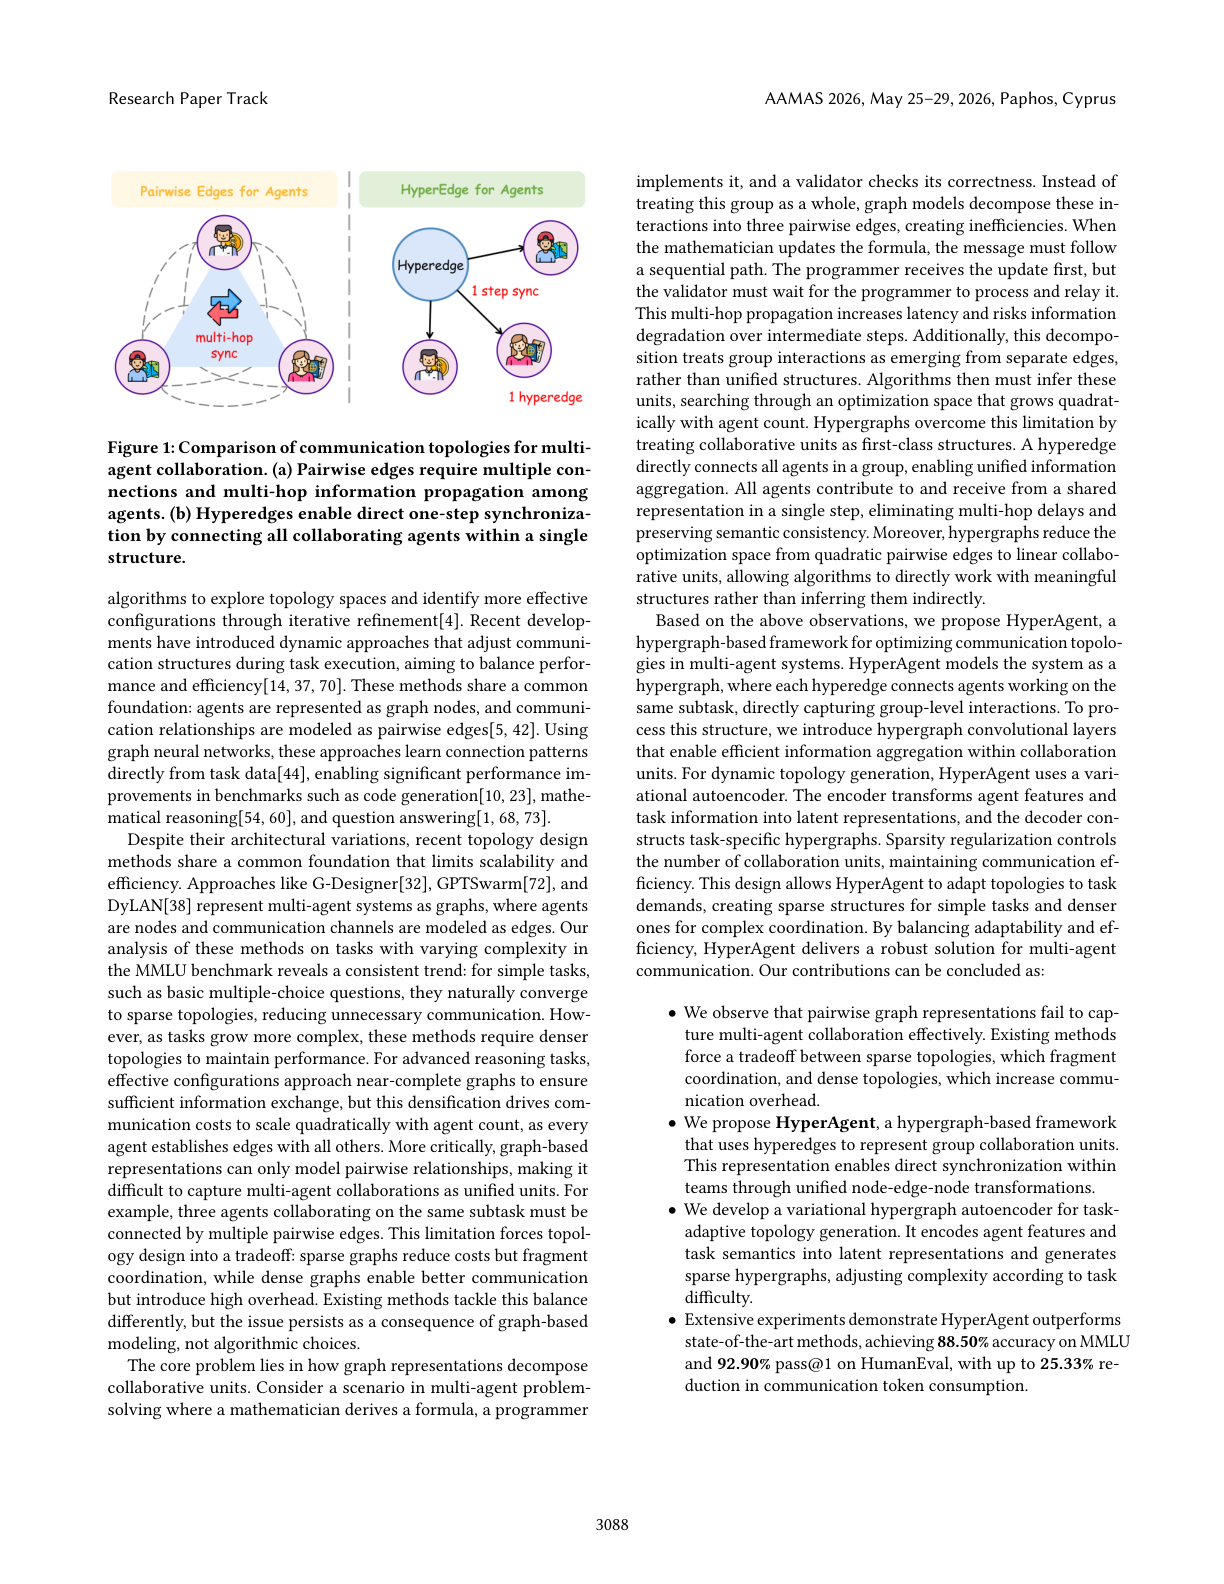 Research Paper Track
AAMAS 2026, May 25–29, 2026, Paphos, Cyprus
Pairwise Edges for Agents
multi-hop
sync
HyperEdge for Agents
Hyperedge
1 step sync
1 hyperedge
Figure 1: Comparison of communication topologies for multi-
agent collaboration. (a) Pairwise edges require multiple con-
nections and multi-hop information propagation among
agents. (b) Hyperedges enable direct one-step synchroniza-
tion by connecting all collaborating agents within a single
structure.
algorithms to explore topology spaces and identify more effective
configurations through iterative refinement[4]. Recent develop-
ments have introduced dynamic approaches that adjust communi-
cation structures during task execution, aiming to balance perfor-
mance and efficiency[14, 37, 70]. These methods share a common
foundation: agents are represented as graph nodes, and communi-
cation relationships are modeled as pairwise edges[5, 42]. Using
graph neural networks, these approaches learn connection patterns
directly from task data[44], enabling significant performance im-
provements in benchmarks such as code generation[10, 23], mathe-
matical reasoning[54, 60], and question answering[1, 68, 73].
Despite their architectural variations, recent topology design
methods share a common foundation that limits scalability and
efficiency. Approaches like G-Designer[32], GPTSwarm[72], and
DyLAN[38] represent multi-agent systems as graphs, where agents
are nodes and communication channels are modeled as edges. Our
analysis of these methods on tasks with varying complexity in
the MMLU benchmark reveals a consistent trend: for simple tasks,
such as basic multiple-choice questions, they naturally converge
to sparse topologies, reducing unnecessary communication. How-
ever, as tasks grow more complex, these methods require denser
topologies to maintain performance. For advanced reasoning tasks,
effective configurations approach near-complete graphs to ensure
sufficient information exchange, but this densification drives com-
munication costs to scale quadratically with agent count, as every
agent establishes edges with all others. More critically, graph-based
representations can only model pairwise relationships, making it
difficult to capture multi-agent collaborations as unified units. For
example, three agents collaborating on the same subtask must be
connected by multiple pairwise edges. This limitation forces topol-
ogy design into a tradeoff: sparse graphs reduce costs but fragment
coordination, while dense graphs enable better communication
but introduce high overhead. Existing methods tackle this balance
differently, but the issue persists as a consequence of graph-based
modeling, not algorithmic choices.
The core problem lies in how graph representations decompose
collaborative units. Consider a scenario in multi-agent problem-
solving where a mathematician derives a formula, a programmer
implements it, and a validator checks its correctness. Instead of
treating this group as a whole, graph models decompose these in-
teractions into three pairwise edges, creating inefficiencies. When
the mathematician updates the formula, the message must follow
a sequential path. The programmer receives the update first, but
the validator must wait for the programmer to process and relay it.
This multi-hop propagation increases latency and risks information
degradation over intermediate steps. Additionally, this decompo-
sition treats group interactions as emerging from separate edges,
rather than unified structures. Algorithms then must infer these
units, searching through an optimization space that grows quadrat-
ically with agent count. Hypergraphs overcome this limitation by
treating collaborative units as first-class structures. A hyperedge
directly connects all agents in a group, enabling unified information
aggregation. All agents contribute to and receive from a shared
representation in a single step, eliminating multi-hop delays and
preserving semantic consistency. Moreover, hypergraphs reduce the
optimization space from quadratic pairwise edges to linear collabo-
rative units, allowing algorithms to directly work with meaningful
structures rather than inferring them indirectly.
Based on the above observations, we propose HyperAgent, a
hypergraph-based framework for optimizing communication topolo-
gies in multi-agent systems. HyperAgent models the system as a
hypergraph, where each hyperedge connects agents working on the
same subtask, directly capturing group-level interactions. To pro-
cess this structure, we introduce hypergraph convolutional layers
that enable efficient information aggregation within collaboration
units. For dynamic topology generation, HyperAgent uses a vari-
ational autoencoder. The encoder transforms agent features and
task information into latent representations, and the decoder con-
structs task-specific hypergraphs. Sparsity regularization controls
the number of collaboration units, maintaining communication ef-
ficiency. This design allows HyperAgent to adapt topologies to task
demands, creating sparse structures for simple tasks and denser
ones for complex coordination. By balancing adaptability and ef-
ficiency, HyperAgent delivers a robust solution for multi-agent
communication. Our contributions can be concluded as:
• We observe that pairwise graph representations fail to cap-
ture multi-agent collaboration effectively. Existing methods
force a tradeoff between sparse topologies, which fragment
coordination, and dense topologies, which increase commu-
nication overhead.
• We propose HyperAgent, a hypergraph-based framework
that uses hyperedges to represent group collaboration units.
This representation enables direct synchronization within
teams through unified node-edge-node transformations.
• We develop a variational hypergraph autoencoder for task-
adaptive topology generation. It encodes agent features and
task semantics into latent representations and generates
sparse hypergraphs, adjusting complexity according to task
difficulty.
• Extensive experiments demonstrate HyperAgent outperforms
state-of-the-art methods, achieving 88.50% accuracy on MMLU
and 92.90% pass@1 on HumanEval, with up to 25.33% re-
duction in communication token consumption.
3088